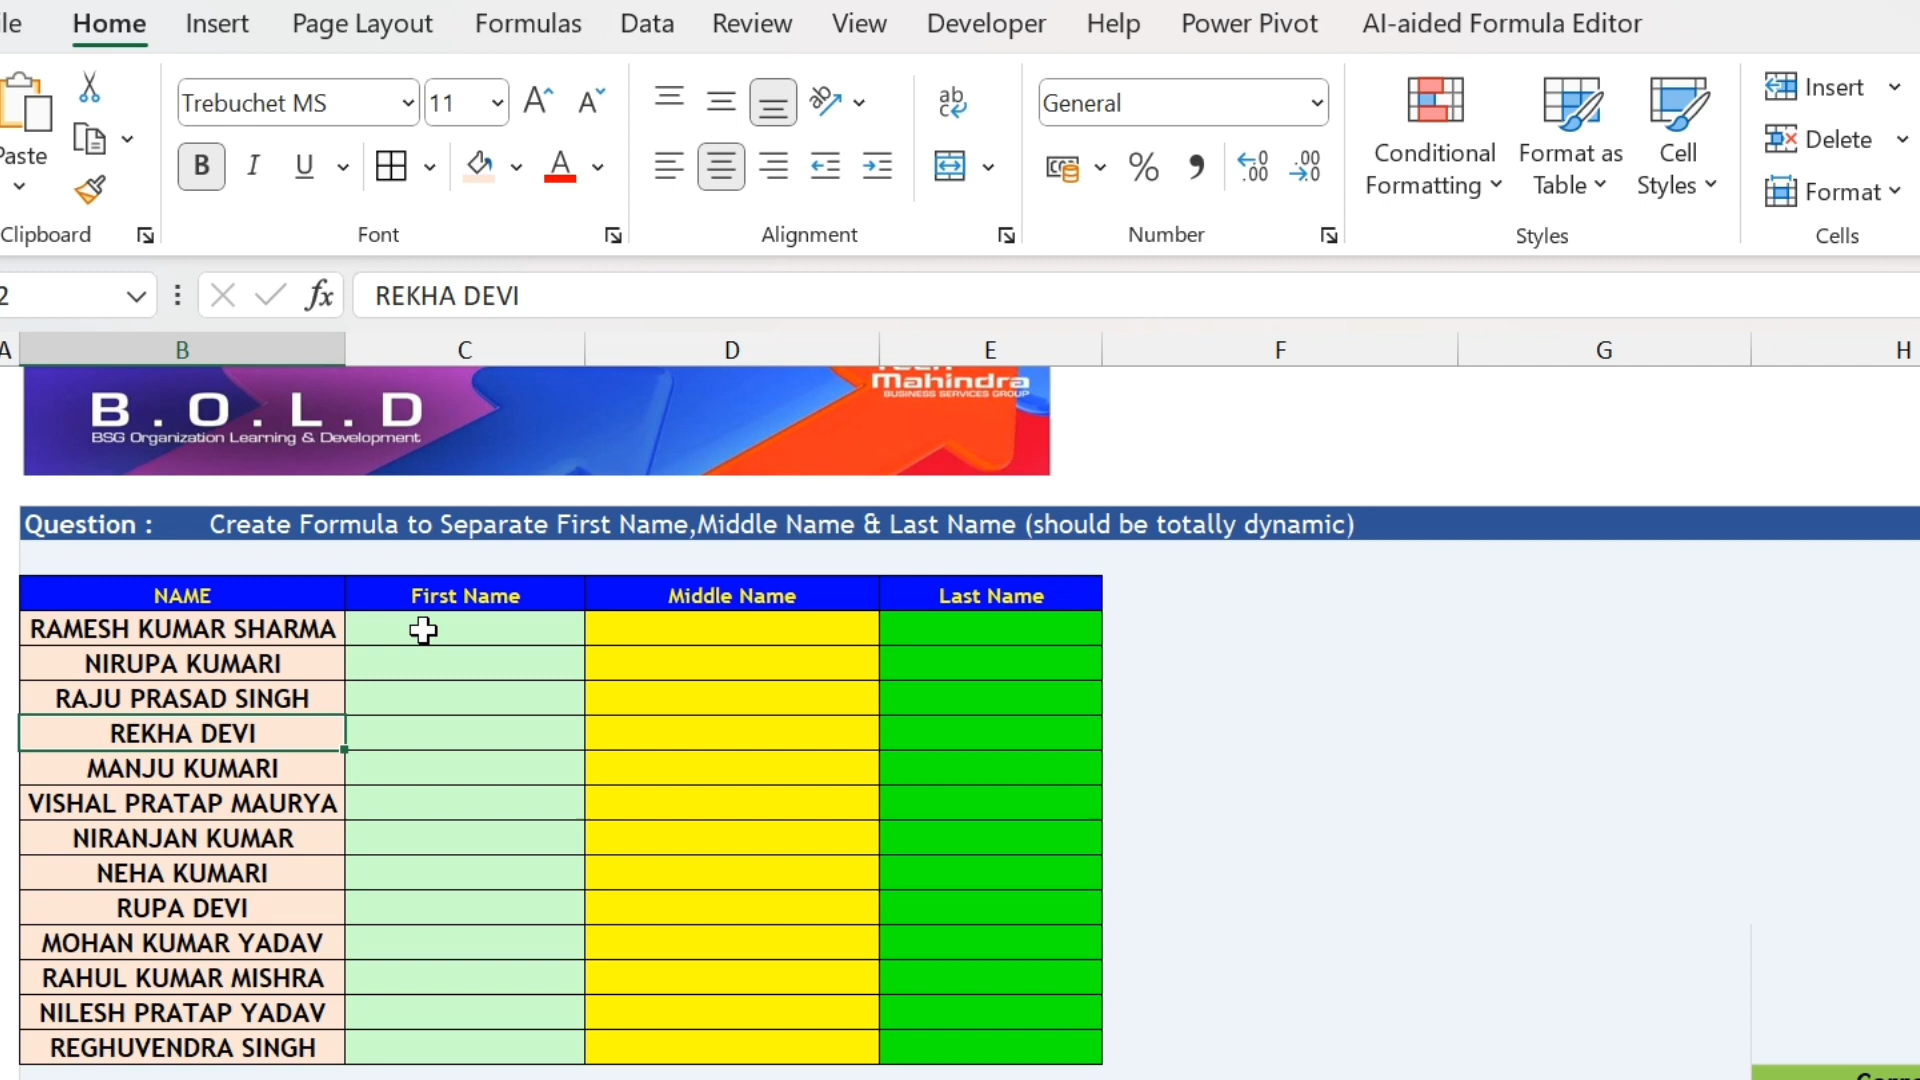 Home Insert Page Layout Formulas Data Review View Developer Help Power Pivot AI-aided Formula Editor
Trebuchet MS 11 General Insert
Paste Conditional Formatting Format as Table Cell Styles Delete
Format
Clipboard Font Alignment Number Styles Cells
REKHA DEVI
A B C D E F G H
Mahindra
BUSINESS SERVICES GROUP
B . O . L . D
BSG Organization Learning & Development
Question : Create Formula to Separate First Name,Middle Name & Last Name (should be totally dynamic)
NAME First Name Middle Name Last Name
RAMESH KUMAR SHARMA
NIRUPA KUMARI
RAJU PRASAD SINGH
REKHA DEVI
MANJU KUMARI
VISHAL PRATAP MAURYA
NIRANJAN KUMAR
NEHA KUMARI
RUPA DEVI
MOHAN KUMAR YADAV
RAHUL KUMAR MISHRA
NILESH PRATAP YADAV
REGHUVENDRA SINGH